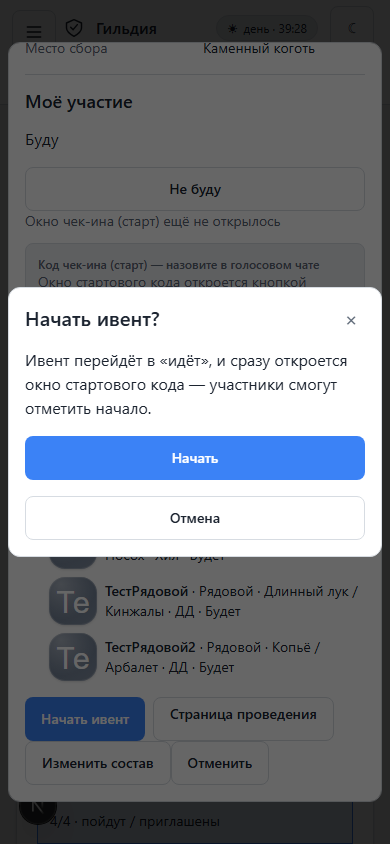 Гильдия
☀ день · 39:28
С
Место сбора
Каменный коготь
Моё участие
Буду
Не буду
Окно чек-ина (старт) ещё не открылось
Код чек-ина (старт) — назовите в голосовом чате
Окно стартового кода откроется кнопкой
Начать ивент?
×
Ивент перейдёт в «идёт», и сразу откроется
окно стартового кода — участники смогут
отметить начало.
Начать
Отмена
Посох · Хил · Будет
Te
ТестРядовой · Рядовой · Длинный лук /
Кинжалы · ДД · Будет
Te
ТестРядовой2 · Рядовой · Копьё /
Арбалет · ДД · Будет
Начать ивент
Страница проведения
Изменить состав
Отменить
4/4 · пойдут / приглашены